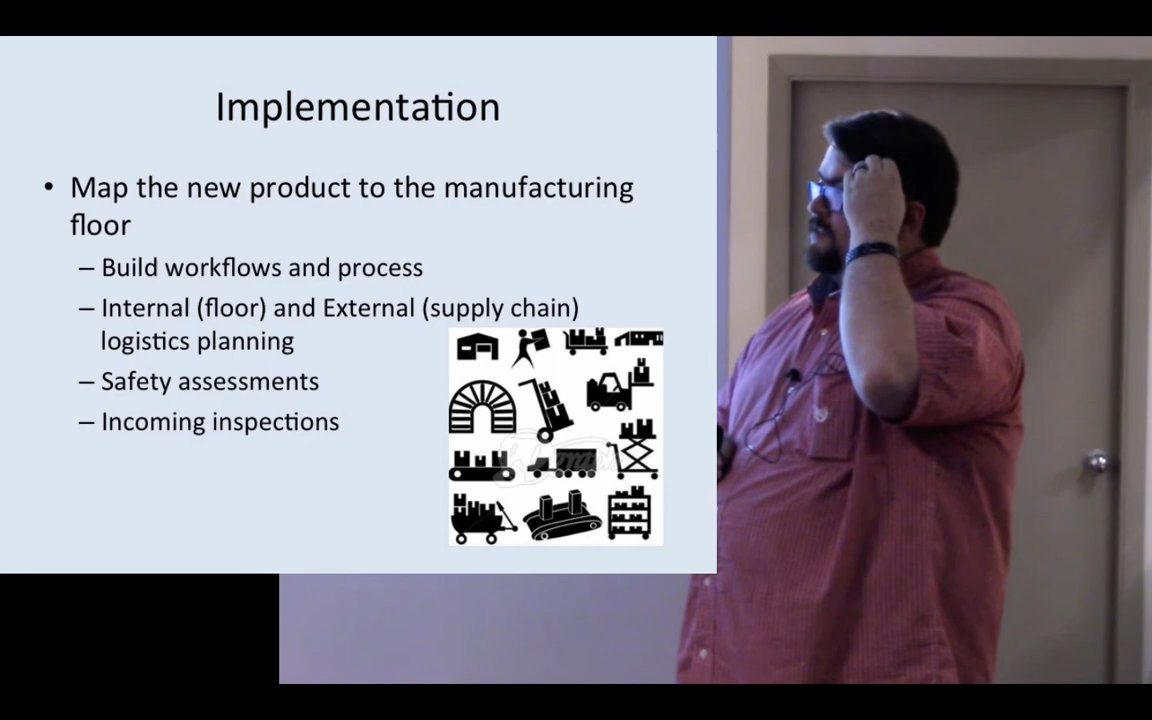 Implementation
• Map the new product to the manufacturing
floor
– Build workflows and process
– Internal (floor) and External (supply chain)
logistics planning
– Safety assessments
– Incoming inspections